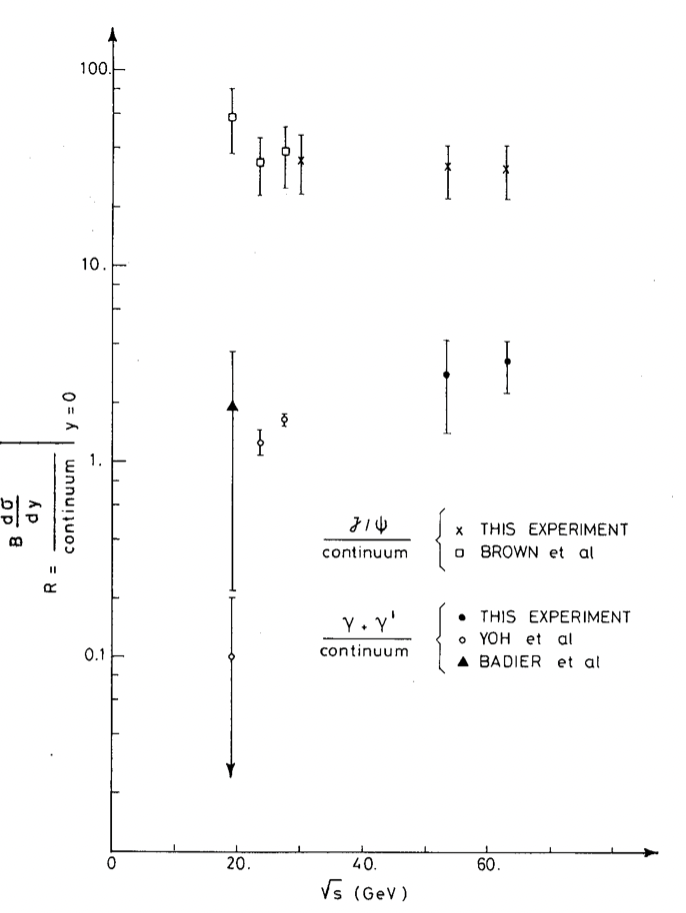 100.
10.
1.
0.1
0
20.
40.
60.
√s (GeV)
R = B dσ/dy / continuum | y = 0
J/ψ
continuum
x THIS EXPERIMENT
□ BROWN et al
ϒ + ϒ'
continuum
● THIS EXPERIMENT
○ YOH et al
▲ BADIER et al